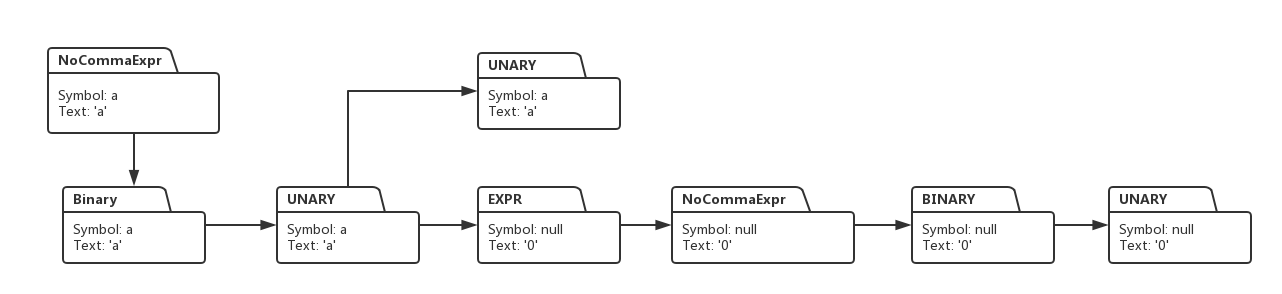 NoCommaExpr
Symbol: a
Text: 'a'
UNARY
Symbol: a
Text: 'a'
Binary
Symbol: a
Text: 'a'
UNARY
Symbol: a
Text: 'a'
EXPR
Symbol: null
Text: '0'
NoCommaExpr
Symbol: null
Text: '0'
BINARY
Symbol: null
Text: '0'
UNARY
Symbol: null
Text: '0'